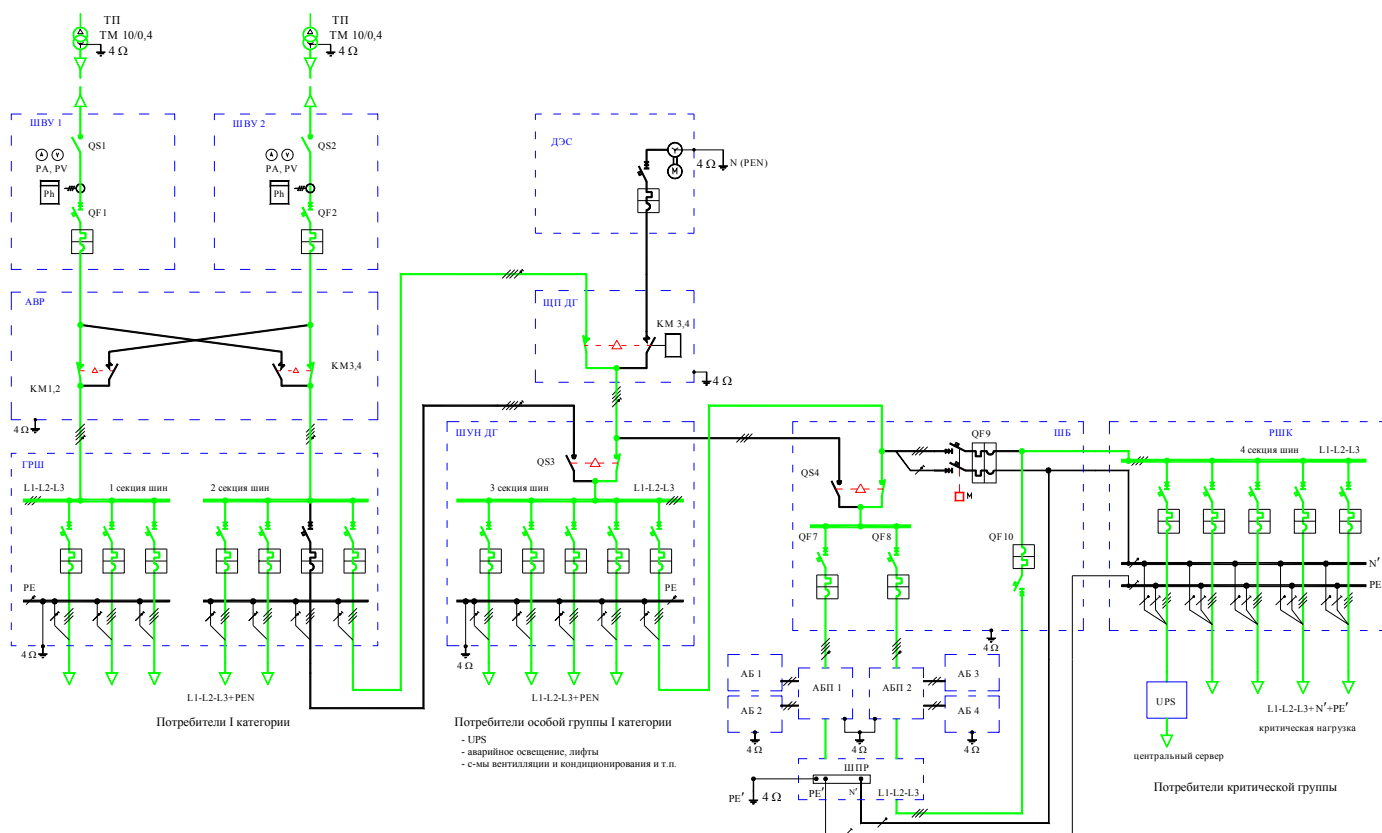 ТП
ТМ 10/0,4
4 Ω
ТП
ТМ 10/0,4
4 Ω
ШВУ 1
QS1
PA, PV
Ph
QF1
ШВУ 2
QS2
PA, PV
Ph
QF2
ДЭС
M
4 Ω
N (PEN)
АВР
KM1,2
KM3,4
4 Ω
ЩП ДГ
KM 3,4
4 Ω
ГРШ
L1-L2-L3
1 секция шин
2 секция шин
PE
4 Ω
L1-L2-L3+PEN
Потребители I категории
ШУН ДГ
QS3
3 секция шин
L1-L2-L3
PE
4 Ω
L1-L2-L3+PEN
Потребители особой группы I категории
- UPS
- аварийное освещение, лифты
- с-мы вентилляции и кондиционирования и т.п.
ШБ
QF9
QS4
M
QF7
QF8
QF10
4 Ω
АБ 1
АБ 2
4 Ω
АБП 1
АБП 2
4 Ω
АБ 3
АБ 4
4 Ω
ШПР
PE′
4 Ω
PE′
N′
L1-L2-L3
РШК
4 секция шин
L1-L2-L3
N′
PE′
UPS
центральный сервер
L1-L2-L3+N′+PE′
критическая нагрузка
Потребители критической группы